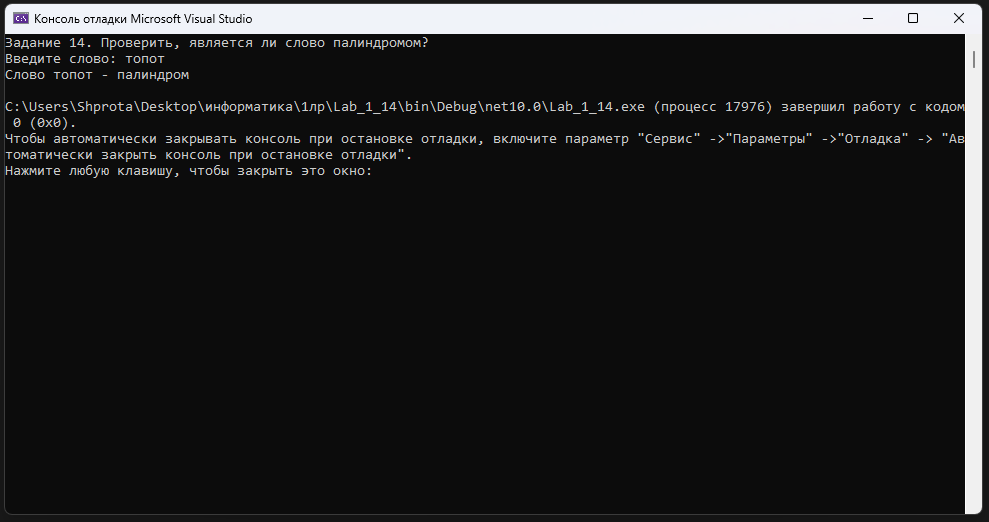 Консоль отладки Microsoft Visual Studio
Задание 14. Проверить, является ли слово палиндромом?
Введите слово: топот
Слово топот - палиндром
C:\Users\Shprota\Desktop\информатика\1лр\Lab_1_14\bin\Debug\net10.0\Lab_1_14.exe (процесс 17976) завершил работу с кодом
0 (0x0).
Чтобы автоматически закрывать консоль при остановке отладки, включите параметр "Сервис" ->"Параметры" ->"Отладка" -> "Ав
томатически закрыть консоль при остановке отладки".
Нажмите любую клавишу, чтобы закрыть это окно: